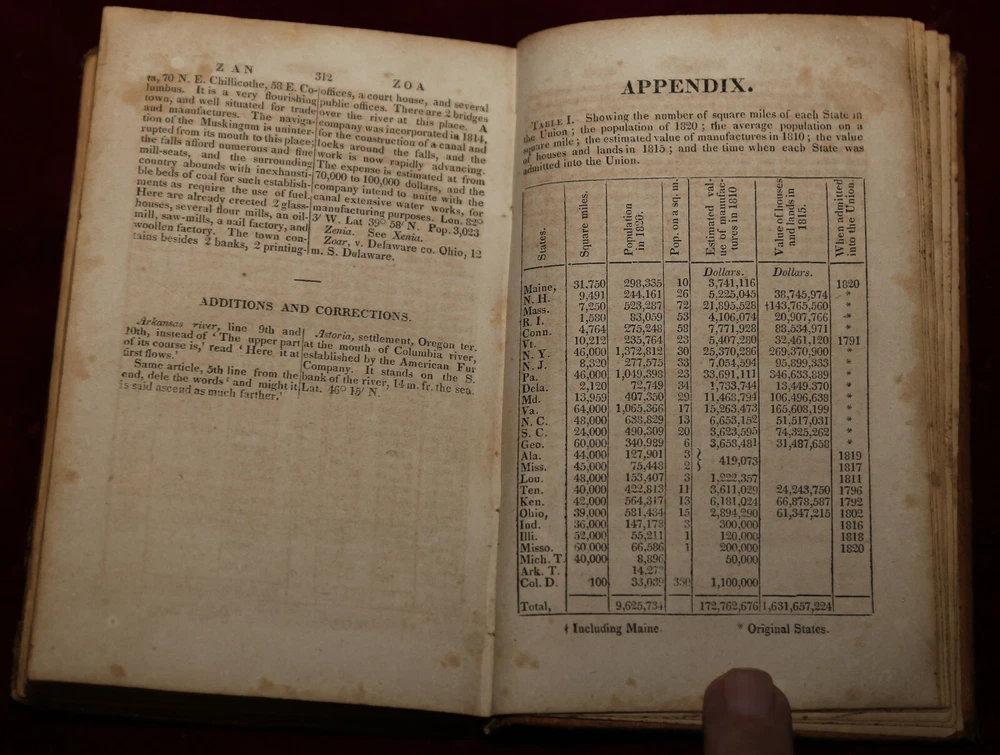 ZAN
312
ZOA
ta, 70 N. E. Chillicothe, 58 E. Co-
lumbus. It is a very flourishing
town, and well situated for trade
and manufactures. The naviga-
tion of the Muskingum is uninter-
rupted from its mouth to this place;
the falls afford numerous and fine
mill-seats, and the surrounding
country abounds with inexhausti-
ble beds of coal for such establish-
ments as require the use of fuel.
Here are already erected 2 glass-
houses, several flour mills, an oil-
mill, saw-mills, a nail factory, and
woollen factory. The town con-
tains besides 2 banks, 2 printing-
offices, a court house, and several
public offices. There are 2 bridges
over the river at this place. A
company was incorporated in 1814,
for the construction of a canal and
locks around the falls, and the
work is now rapidly advancing.
The expense is estimated at from
70,000 to 100,000 dollars, and the
company intend to unite with the
canal extensive water works, for
manufacturing purposes. Lon. 82°
3' W. Lat 39° 58' N. Pop. 3,023
Zenia. See Xenia.
Zoar, v. Delaware co. Ohio, 12
m. S. Delaware.
ADDITIONS AND CORRECTIONS.
Arkansas river, line 9th and
10th, instead of ' The upper part
of its course is,' read ' Here it at
first flows.'
Same article, 5th line from the
end, dele the words ' and might it
is said ascend as much farther.'
Astoria, settlement, Oregon ter.
at the mouth of Columbia river,
established by the American Fur
Company. It stands on the S.
bank of the river, 14 m. fr. the sea.
Lat. 46° 15' N.
APPENDIX.
TABLE I. Showing the number of square miles of each State in
the Union ; the population of 1820 ; the average population on a
square mile ; the estimated value of manufactures in 1810 ; the value
of houses and lands in 1815 ; and the time when each State was
admitted into the Union.
States. Square miles. Population in 1820. Pop. on a sq. m. Estimated val- ue of manufac- tures in 1810 Value of houses and lands in 1815. When admitted into the Union.
Dollars. Dollars.
Maine, 31.750 298,335 10 3,741,116 1820
N. H. 9,491 244,161 26 5,225,045 38,745,974 *
Mass. 7,250 523,287 72 21,895,528 †143,765,560 *
R. I. 1,580 83,059 53 4,106,074 20,907,766 *
Conn. 4,764 275,248 58 7,771,928 88,534,971 *
Vt. 10,212 235,764 23 5,407,280 32,461,120 1791
N. Y. 46,000 1,372,812 30 25,370,286 269,370,900 *
N. J. 8,320 277,575 33 7,054,594 95,899,333 *
Pa. 46,000 1,049,398 23 33,691,111 346,633,889 *
Dela. 2,120 72,749 34 1,733,744 13,449,370 *
Md. 13,959 407,350 29 11,468,794 106,496,638 *
Va. 64,000 1,065,366 17 15,263,473 165,608,199 *
N. C. 48,000 638,829 13 6,653,152 51,517,031 *
S. C. 24,000 490,309 20 3,623,595 74,325,262 *
Geo. 60,000 340,989 6 3,658,481 31,487,658 *
Ala. 44,000 127,901 3 1819
419,073
Miss. 45,000 75,448 2 1817
Lou. 48,000 153,407 3 1,222,357 1811
Ten. 40,000 422,813 11 3,611,029 24,243,750 1796
Ken. 42,000 564,317 13 6,181,024 66,878,587 1792
Ohio, 39,000 581,434 15 2,894,290 61,347,215 1802
Ind. 36,000 147,178 3 300,000 1816
Illi. 52,000 55,211 1 120,000 1818
Misso. 60,000 66,586 1 200,000 1820
Mich. T. 40,000 8,896 50,000
Ark. T.
Col. D. 100 33,039 330 1,100,000
Total, 9,625,734 172,762,676 1,631,657,224
† Including Maine. * Original States.